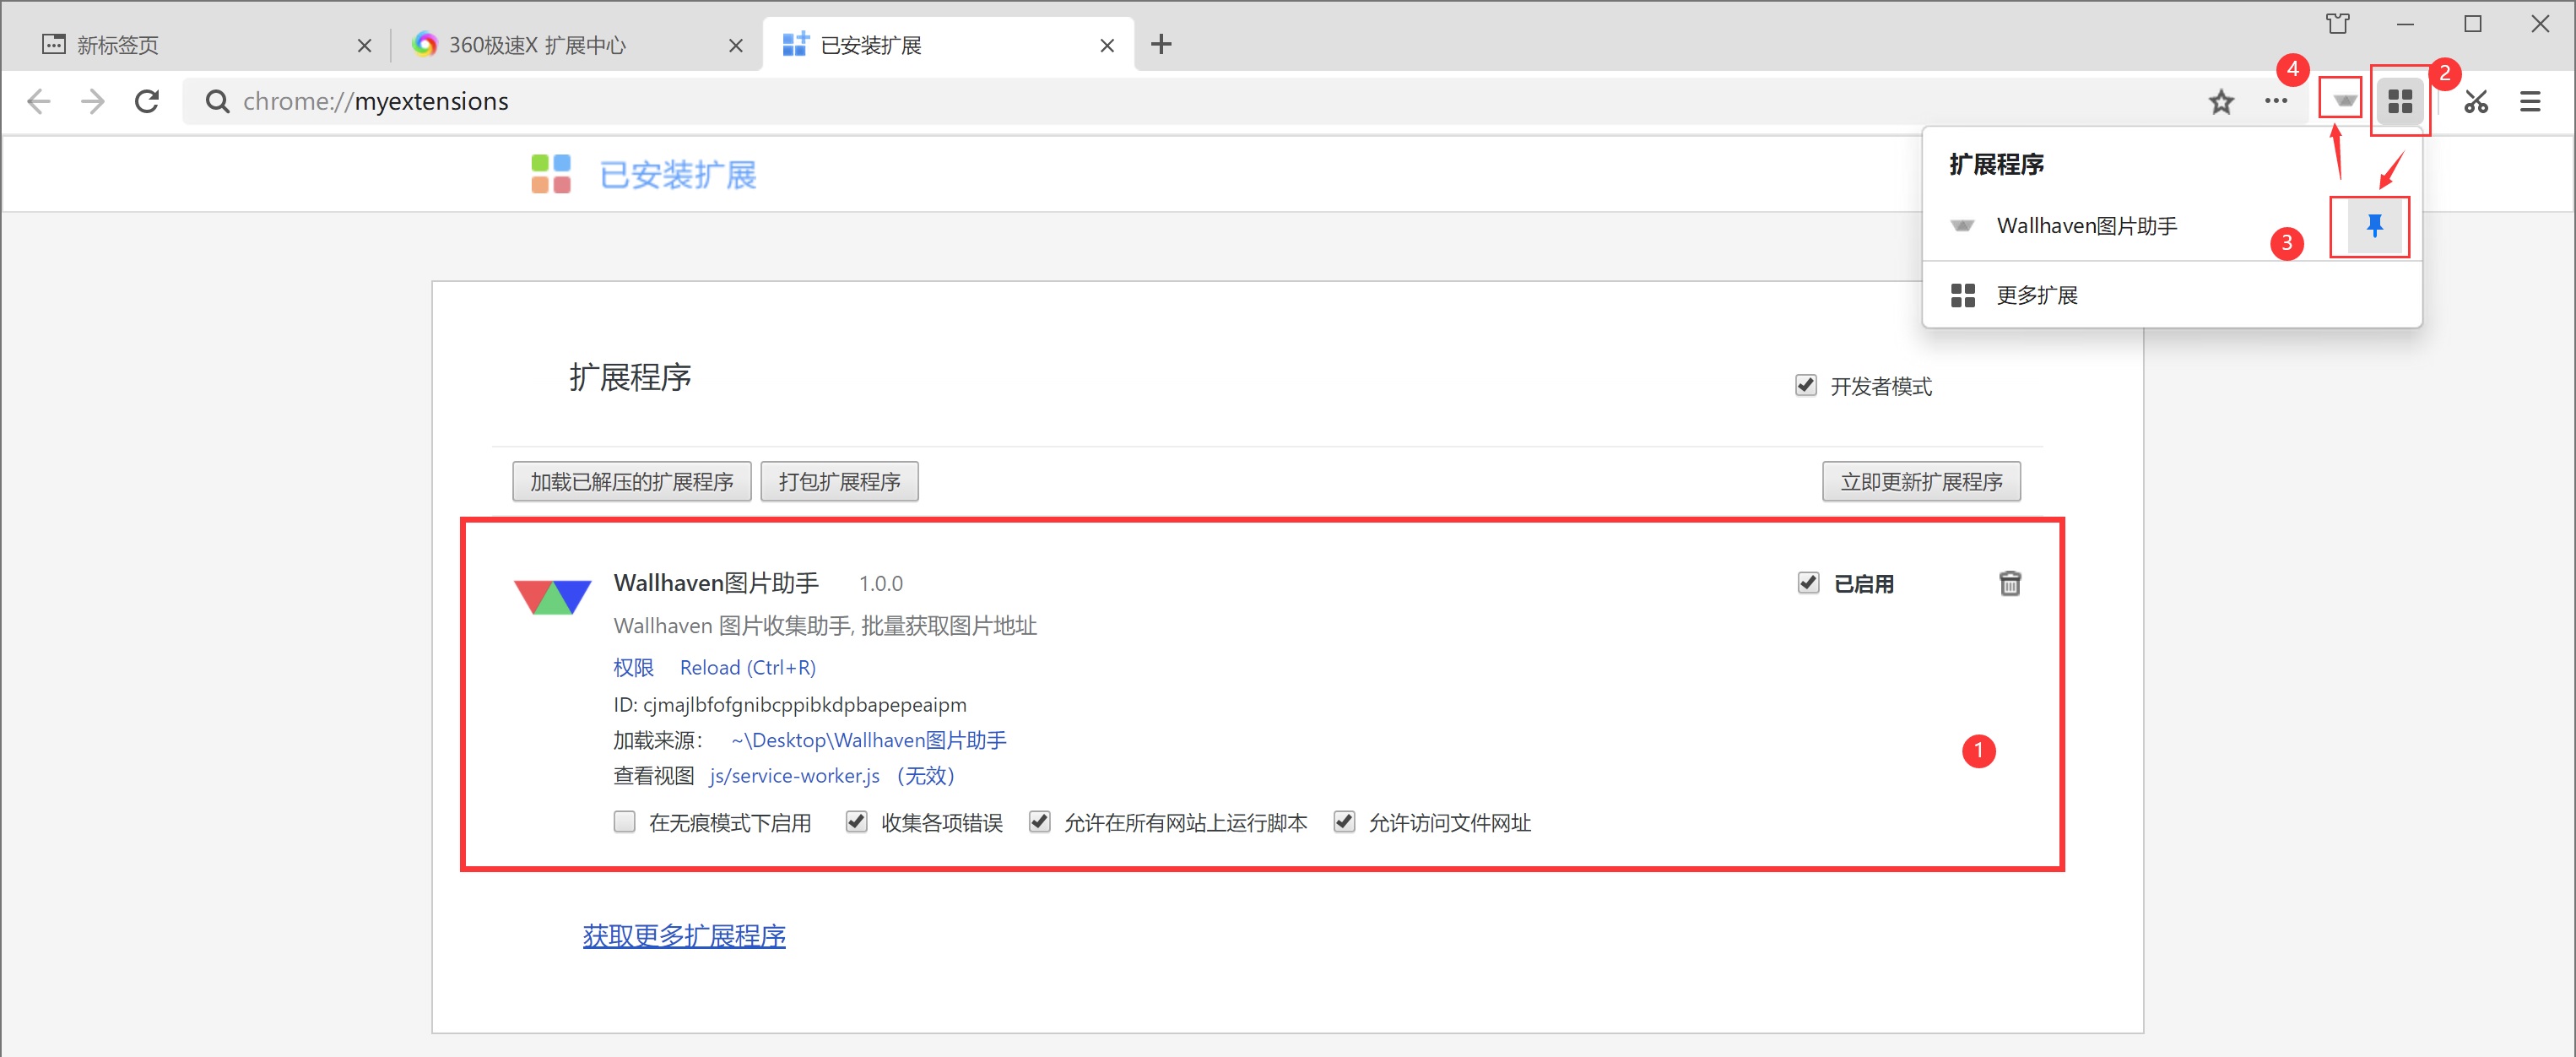 新标签页
360极速X 扩展中心
已安装扩展
chrome://myextensions
4
2
已安装扩展
扩展程序
Wallhaven图片助手
3
更多扩展
扩展程序
开发者模式
加载已解压的扩展程序
打包扩展程序
立即更新扩展程序
Wallhaven图片助手 1.0.0
已启用
Wallhaven 图片收集助手, 批量获取图片地址
权限 Reload (Ctrl+R)
ID: cjmajlbfofgnibcppibkdpbapepeaipm
加载来源： ~\Desktop\Wallhaven图片助手
1
查看视图 js/service-worker.js （无效）
在无痕模式下启用 收集各项错误 允许在所有网站上运行脚本 允许访问文件网址
获取更多扩展程序